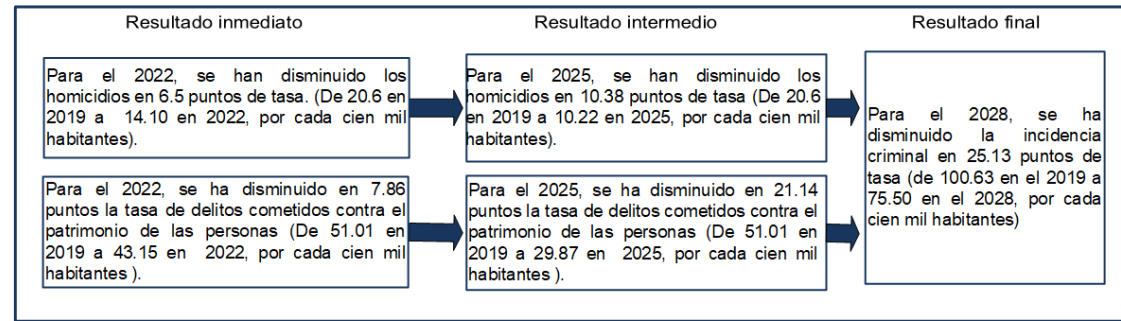 Resultado inmediato
Resultado intermedio
Resultado final
Para el 2022, se han disminuido los
homicidios en 6.5 puntos de tasa. (De 20.6 en
2019 a 14.10 en 2022, por cada cien mil
habitantes).
Para el 2025, se han disminuido los
homicidios en 10.38 puntos de tasa (De 20.6
en 2019 a 10.22 en 2025, por cada cien mil
habitantes).
Para el 2022, se ha disminuido en 7.86
puntos la tasa de delitos cometidos contra el
patrimonio de las personas (De 51.01 en
2019 a 43.15 en 2022, por cada cien mil
habitantes ).
Para el 2025, se ha disminuido en 21.14
puntos la tasa de delitos cometidos contra el
patrimonio de las personas (De 51.01 en
2019 a 29.87 en 2025, por cada cien mil
habitantes ).
Para el 2028, se ha
disminuido la incidencia
criminal en 25.13 puntos de
tasa (de 100.63 en el 2019 a
75.50 en el 2028, por cada
cien mil habitantes)